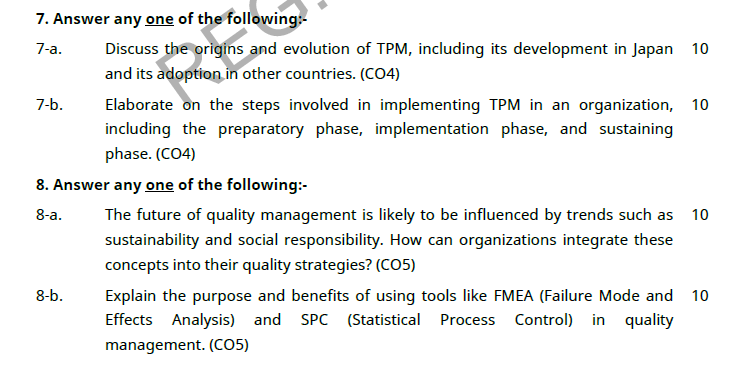 7. Answer any one of the following:-
7-a. Discuss the origins and evolution of TPM, including its development in Japan 10
and its adoption in other countries. (CO4)
7-b. Elaborate on the steps involved in implementing TPM in an organization, 10
including the preparatory phase, implementation phase, and sustaining
phase. (CO4)
8. Answer any one of the following:-
8-a. The future of quality management is likely to be influenced by trends such as 10
sustainability and social responsibility. How can organizations integrate these
concepts into their quality strategies? (CO5)
8-b. Explain the purpose and benefits of using tools like FMEA (Failure Mode and 10
Effects Analysis) and SPC (Statistical Process Control) in quality
management. (CO5)